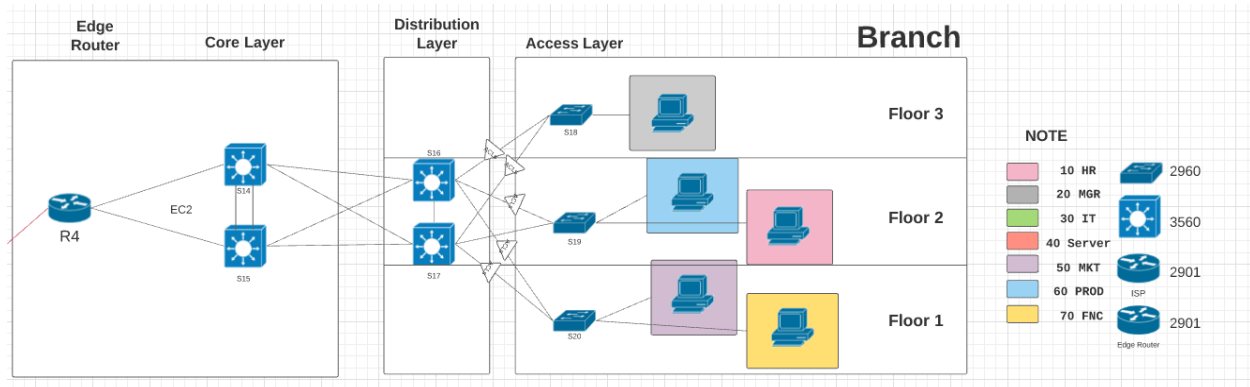 Edge
Router
Core Layer
Distribution
Layer
Access Layer
Branch
S18
Floor 3
S16
S14
R4
EC2
S15
S17
S19
Floor 2
S20
Floor 1
NOTE
10 HR
20 MGR
30 IT
40 Server
50 MKT
60 PROD
70 FNC
2960
3560
2901
ISP
2901
Edge Router